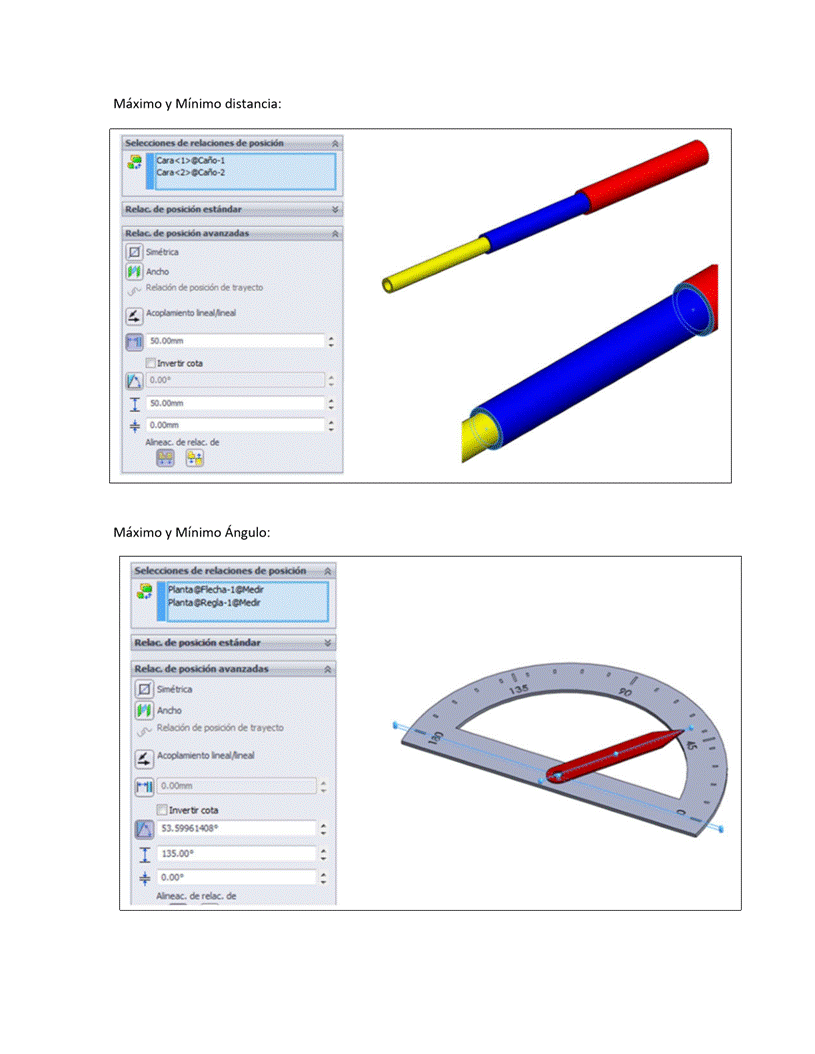 Máximo y Mínimo distancia:
Selecciones de relaciones de posición
Cara<1>@Caño-1
Cara<2>@Caño-2
Relac. de posición estándar
Relac. de posición avanzadas
Simétrica
Ancho
Relación de posición de trayecto
Acoplamiento lineal/lineal
50.00mm
Invertir cota
0.00°
50.00mm
0.00mm
Alineac. de relac. de
Máximo y Mínimo Ángulo:
Selecciones de relaciones de posición
Planta@Flecha-1@Medir
Planta@Regla-1@Medir
Relac. de posición estándar
Relac. de posición avanzadas
Simétrica
Ancho
Relación de posición de trayecto
Acoplamiento lineal/lineal
0.00mm
Invertir cota
53.59961408°
135.00°
0.00°
Alineac. de relac. de
180
135
90
45
0